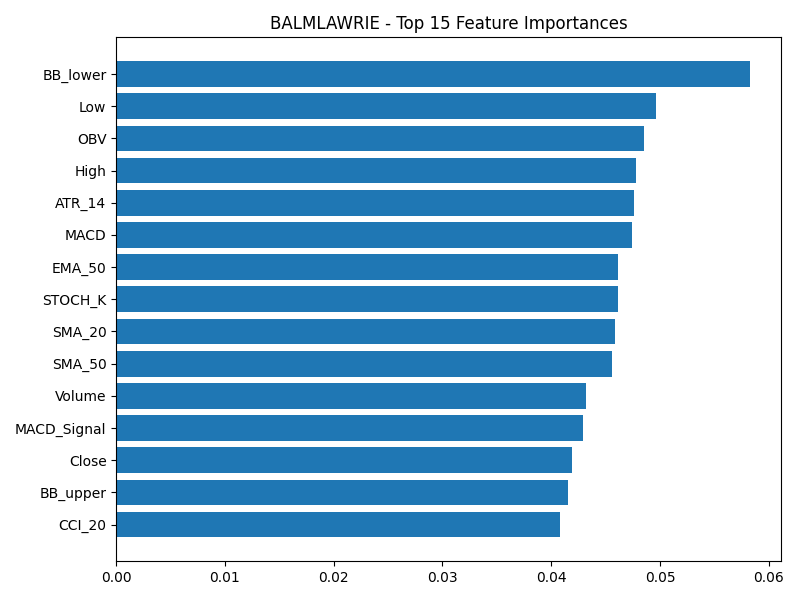 BALMLAWRIE - Top 15 Feature Importances
BB_lower
Low
OBV
High
ATR_14
MACD
EMA_50
STOCH_K
SMA_20
SMA_50
Volume
MACD_Signal
Close
BB_upper
CCI_20
0.00 0.01 0.02 0.03 0.04 0.05 0.06